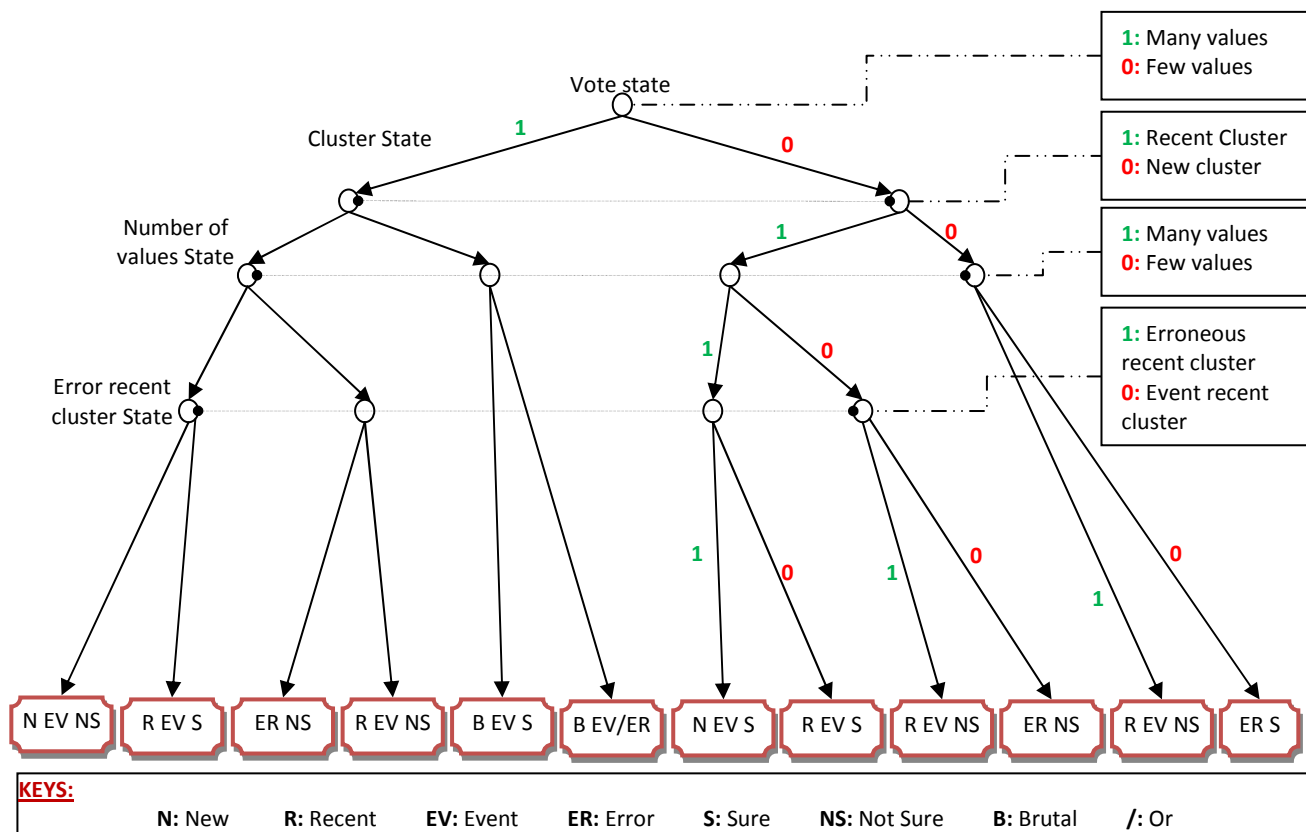 Vote state
1: Many values
0: Few values
Cluster State
1
0
1: Recent Cluster
0: New cluster
Number of
values State
1
0
1: Many values
0: Few values
Error recent
cluster State
1
0
1: Erroneous
recent cluster
0: Event recent
cluster
1
0
1
0
1
0
N EV NS
R EV S
ER NS
R EV NS
B EV S
B EV/ER
N EV S
R EV S
R EV NS
ER NS
R EV NS
ER S
KEYS:
N: New R: Recent EV: Event ER: Error S: Sure NS: Not Sure B: Brutal /: Or